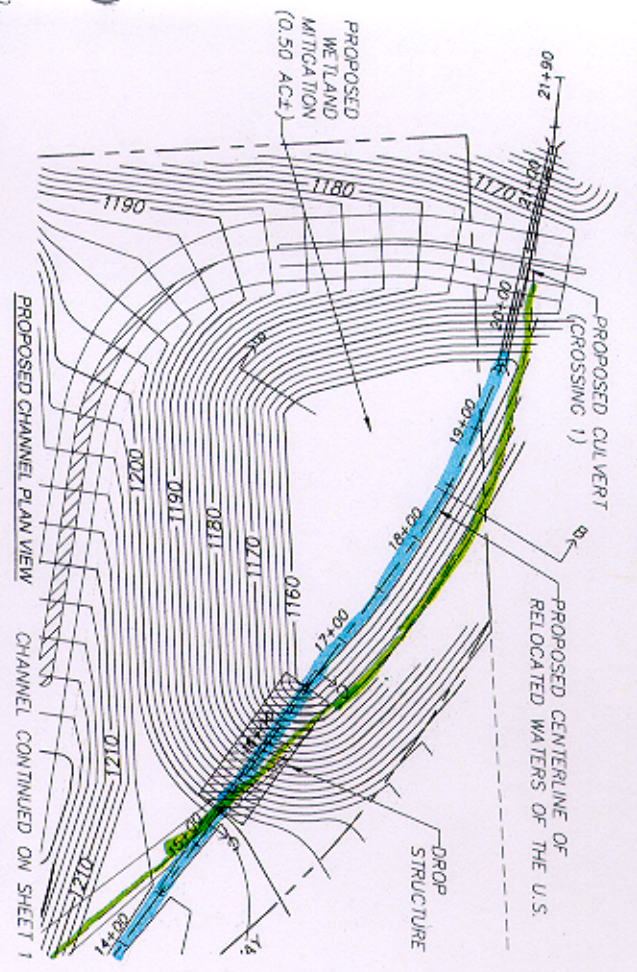 PROPOSED
WETLAND
MITIGATION
(0.50 AC±)
21+90
21+00
20+00
19+00
18+00
17+00
15+00
14+00
1170
1180
1190
1200
1190
1180
1170
1160
1210
1210
PROPOSED CULVERT
(CROSSING 1)
B
B
PROPOSED CENTERLINE OF
RELOCATED WATERS OF THE U.S.
DROP
STRUCTURE
PROPOSED CHANNEL PLAN VIEW
CHANNEL CONTINUED ON SHEET 1